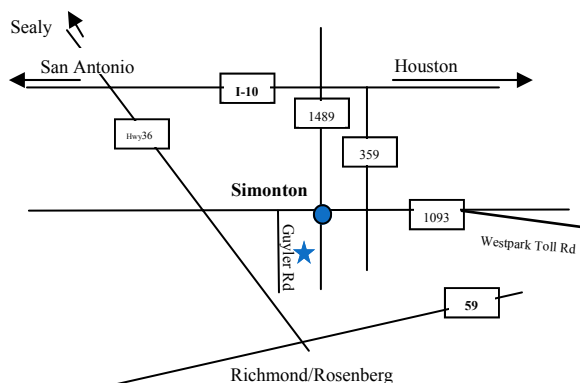 Sealy
San Antonio
Houston
I-10
1489
Hwy36
359
Simonton
1093
Guyler Rd
Westpark Toll Rd
59
Richmond/Rosenberg